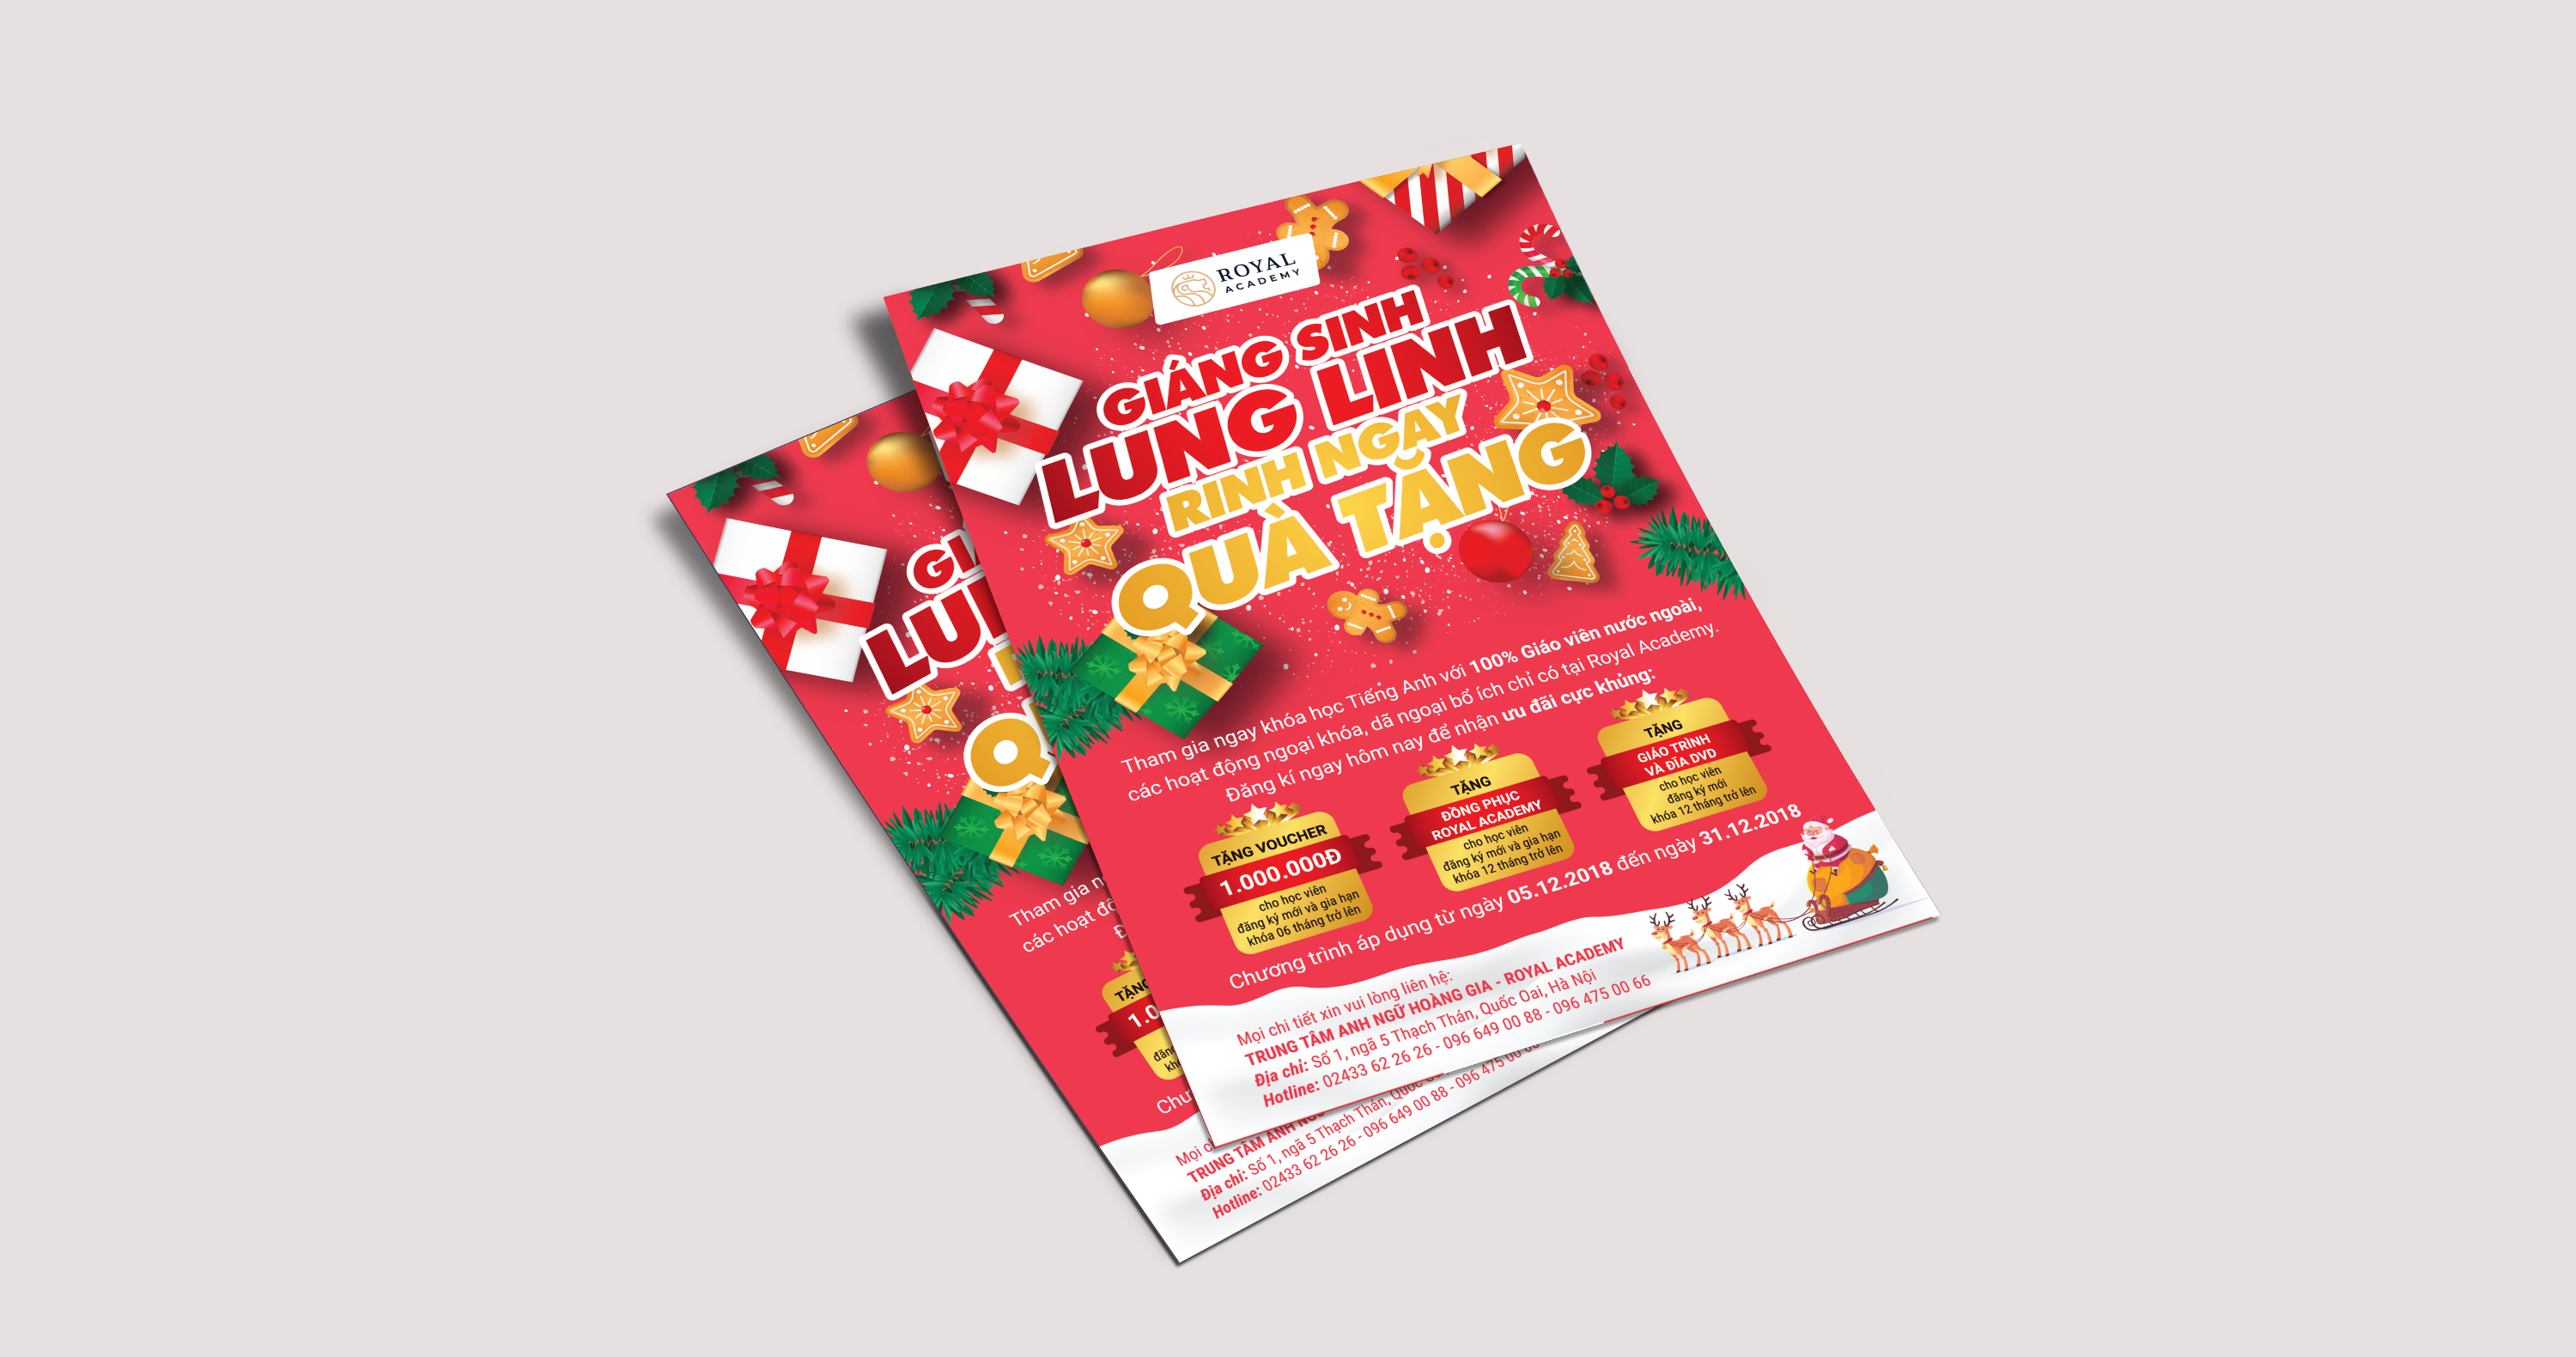 ROYAL
ACADEMY
GIÁNG SINH
LUNG LINH
RINH NGAY
QUÀ TẶNG
Tham gia ngay khóa học Tiếng Anh với 100% Giáo viên nước ngoài,
các hoạt động ngoại khóa, dã ngoại bổ ích chỉ có tại Royal Academy.
Đăng kí ngay hôm nay để nhận ưu đãi cực khủng:
TẶNG VOUCHER
1.000.000Đ
cho học viên
đăng ký mới và gia hạn
khóa 06 tháng trở lên
TẶNG
ĐỒNG PHỤC
ROYAL ACADEMY
cho học viên
đăng ký mới và gia hạn
khóa 12 tháng trở lên
TẶNG
GIÁO TRÌNH
VÀ ĐĨA DVD
cho học viên
đăng ký mới
khóa 12 tháng trở lên
Chương trình áp dụng từ ngày 05.12.2018 đến ngày 31.12.2018
Mọi chi tiết xin vui lòng liên hệ:
TRUNG TÂM ANH NGỮ HOÀNG GIA - ROYAL ACADEMY
Địa chỉ: Số 1, ngã 5 Thạch Thán, Quốc Oai, Hà Nội
Hotline: 02433 62 26 26 - 096 649 00 88 - 096 475 00 66
GI
LU
Q
Tham gia
các hoạt độ
TẶNG
1.0
Chư
Mọi
TRUNG TÂM ANH
Địa chỉ: Số 1, ngã 5 Thạch Thán, Quốc
Hotline: 02433 62 26 26 - 096 649 00 88 - 096 475 00